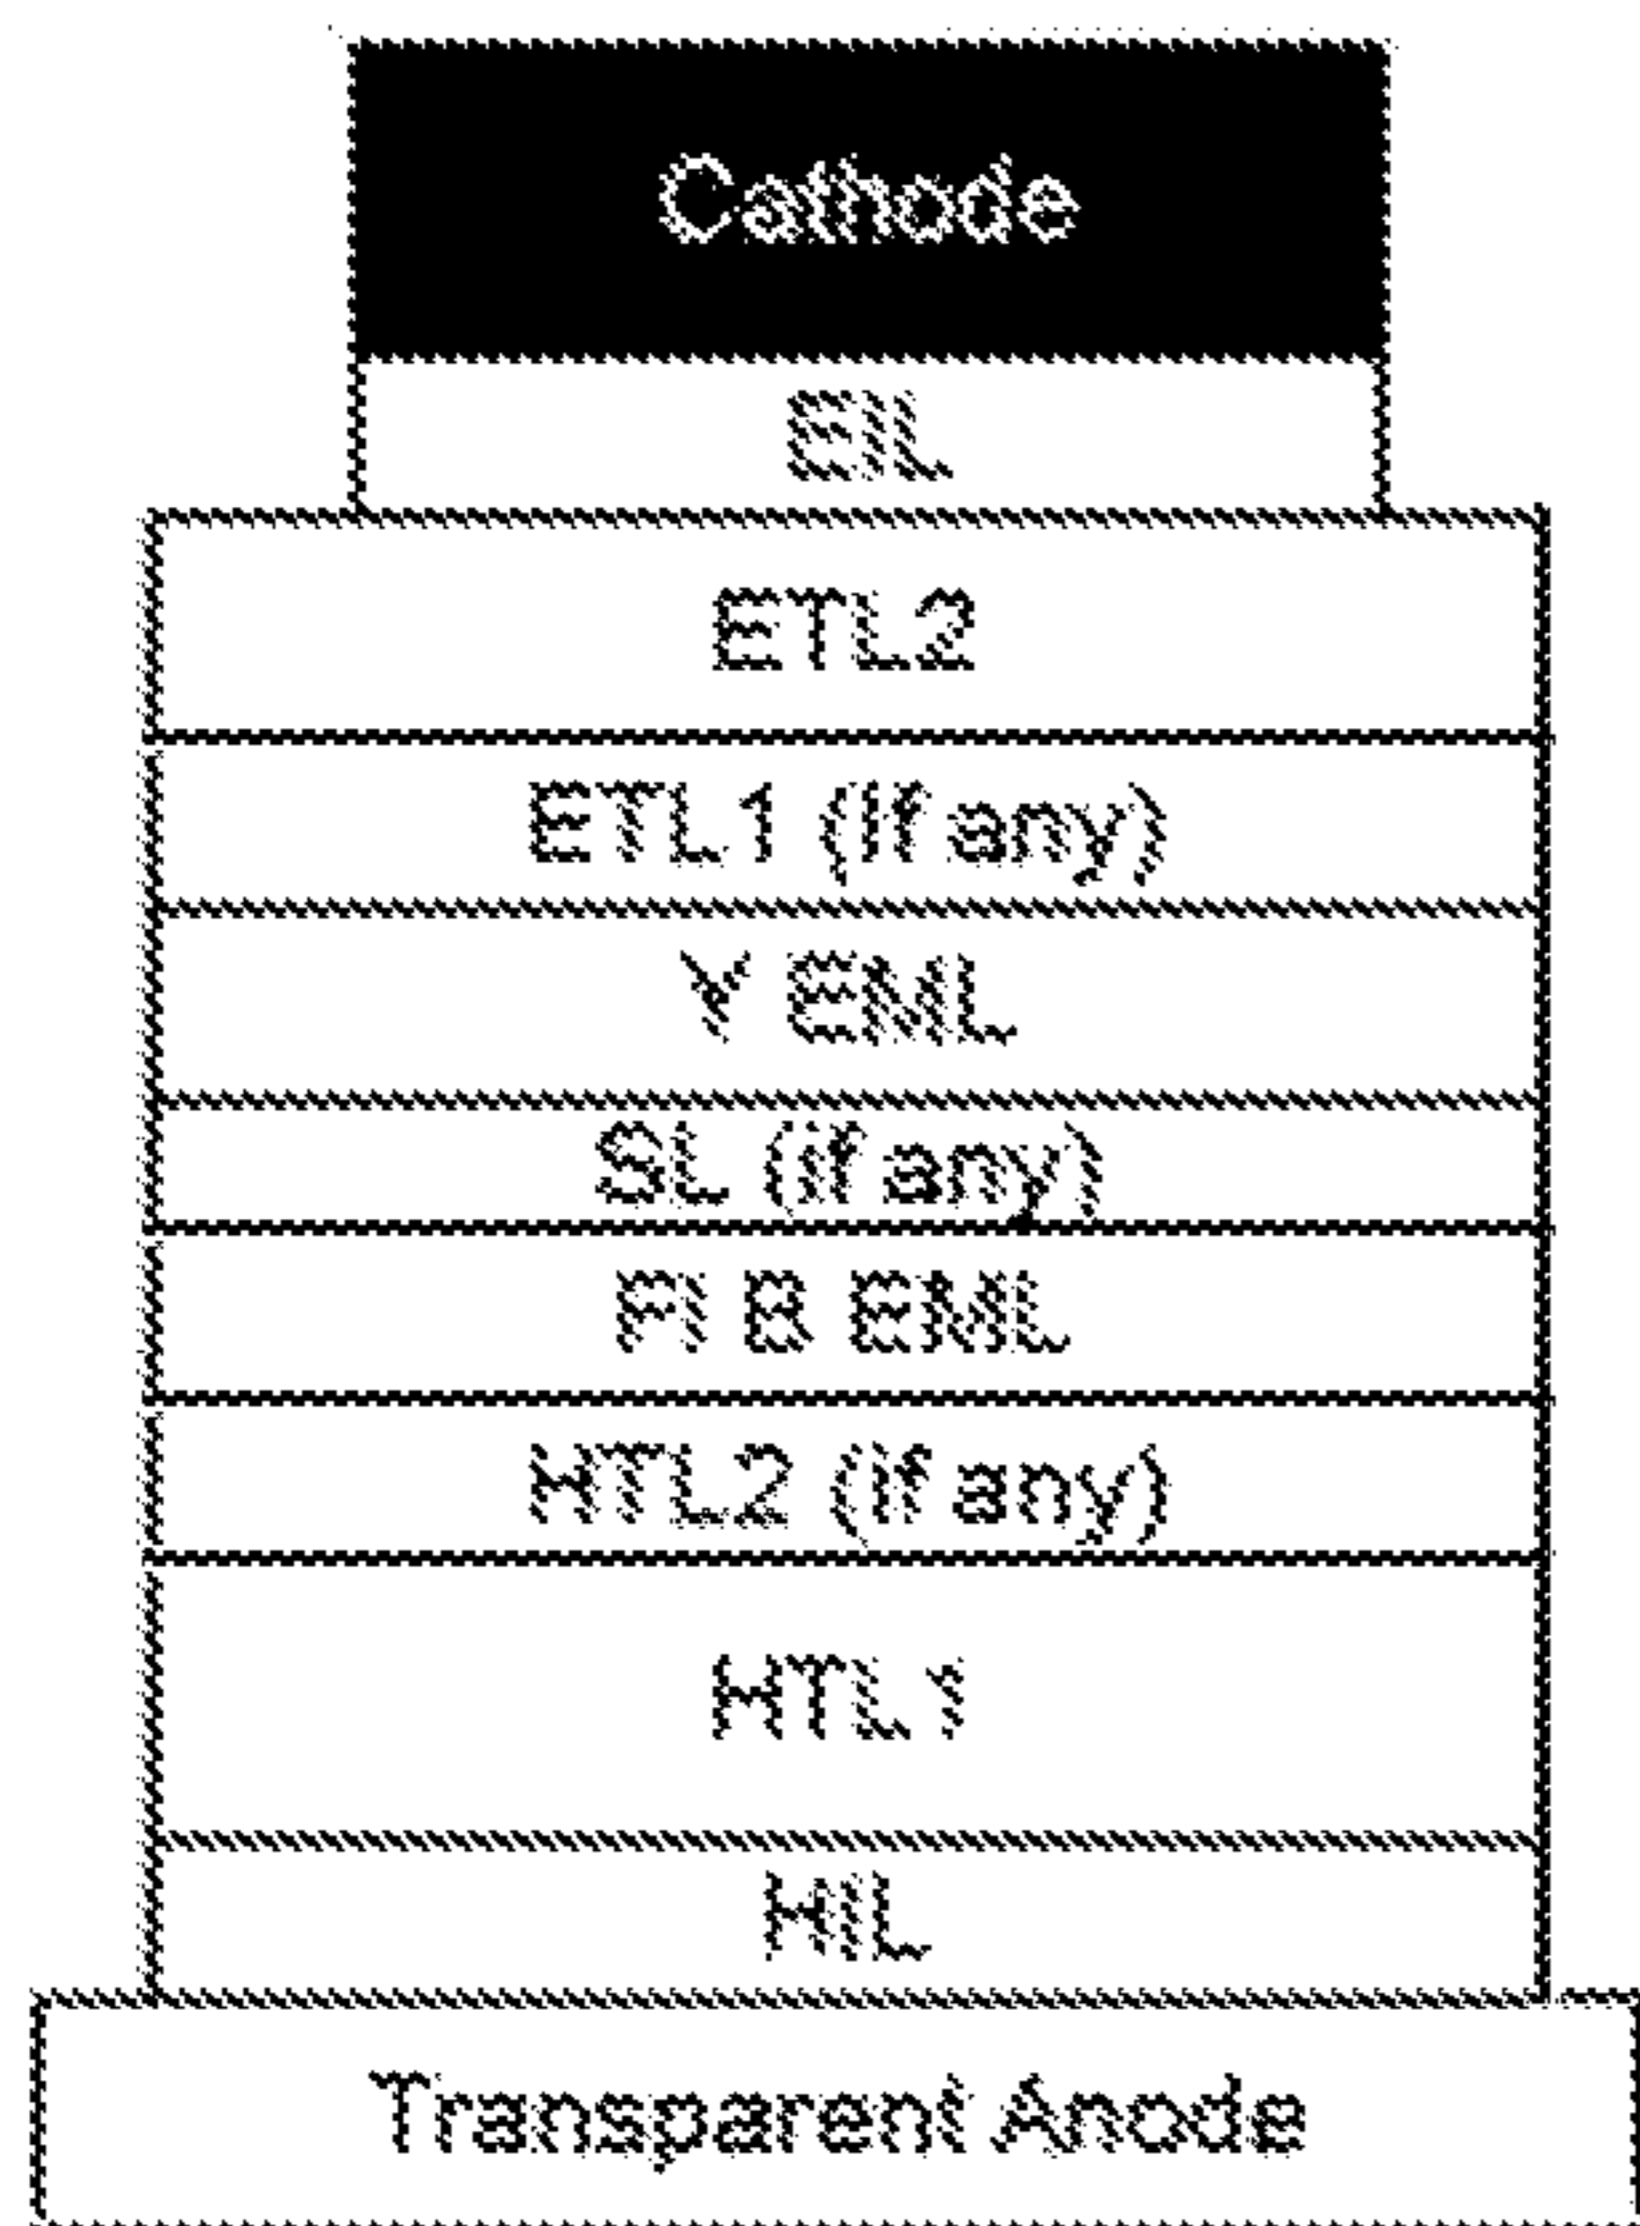 Cathode
EIL
ETL2
ETL1 (if any)
Y EML
SL (if any)
Fl B EML
HTL2 (if any)
HTL1
HIL
Transparent Anode